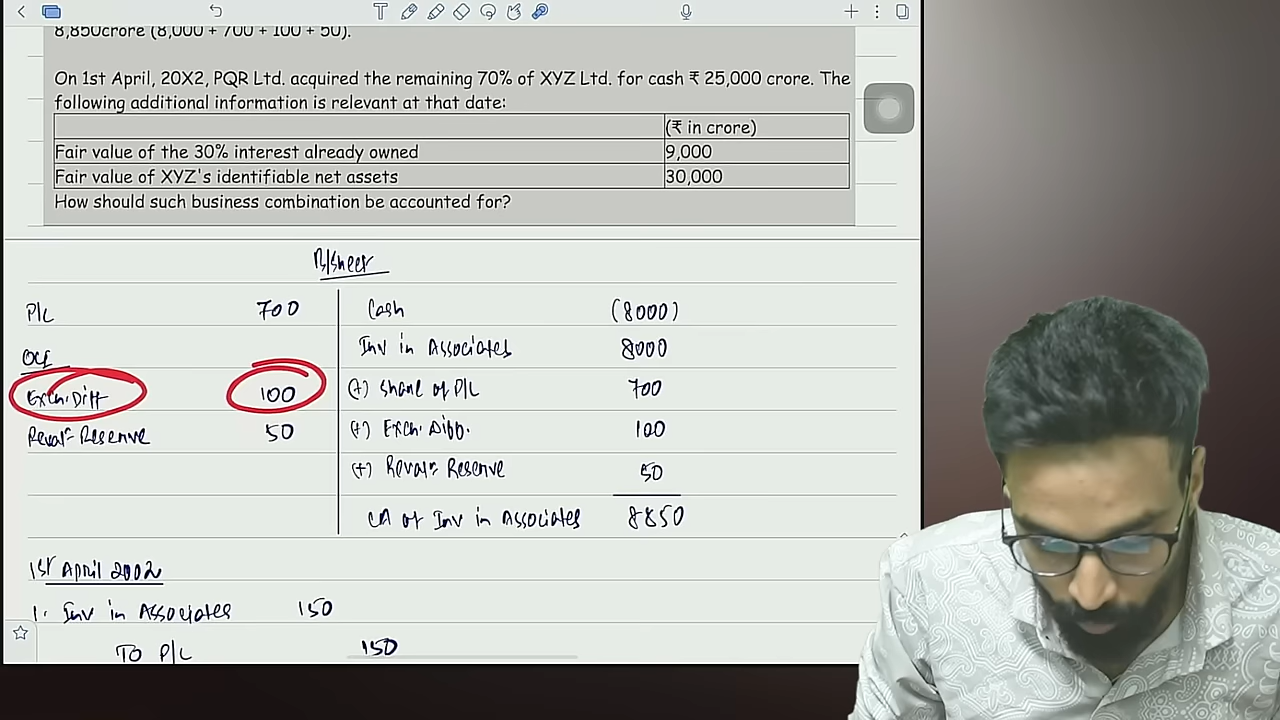 8,850crore (8,000 + 700 + 100 + 50).
On 1st April, 20X2, PQR Ltd. acquired the remaining 70% of XYZ Ltd. for cash ₹ 25,000 crore. The
following additional information is relevant at that date:
(₹ in crore)
Fair value of the 30% interest already owned 9,000
Fair value of XYZ's identifiable net assets 30,000
How should such business combination be accounted for?
B/Sheet
P/L 700 Cash (8000)
Inv in Associates 8000
OCI
Exch. Diff 100 (+) Share of P/L 700
Revalⁿ Reserve 50 (+) Exch. Diff. 100
(+) Revalⁿ Reserve 50
CA of Inv in Associates 8850
1st April 2002
1. Inv in Associates 150
TO P/L 150